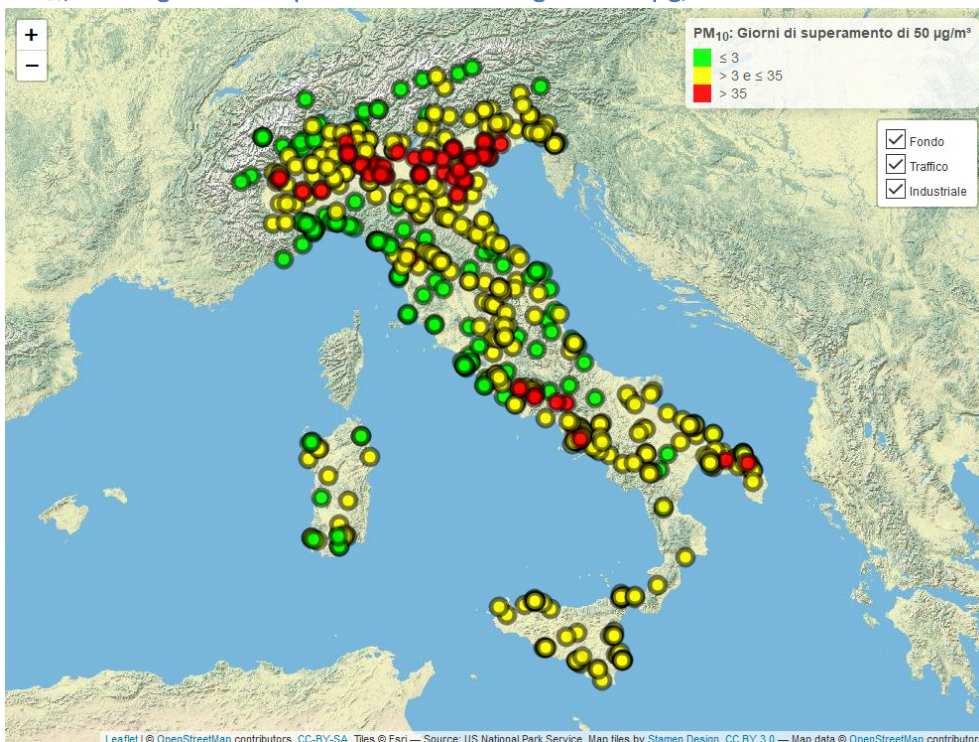 +
−
PM10: Giorni di superamento di 50 µg/m³
≤ 3
> 3 e ≤ 35
> 35
Fondo
Traffico
Industriale
Leaflet | © OpenStreetMap contributors, CC-BY-SA, Tiles © Esri — Source: US National Park Service, Map tiles by Stamen Design, CC BY 3.0 — Map data © OpenStreetMap contributors